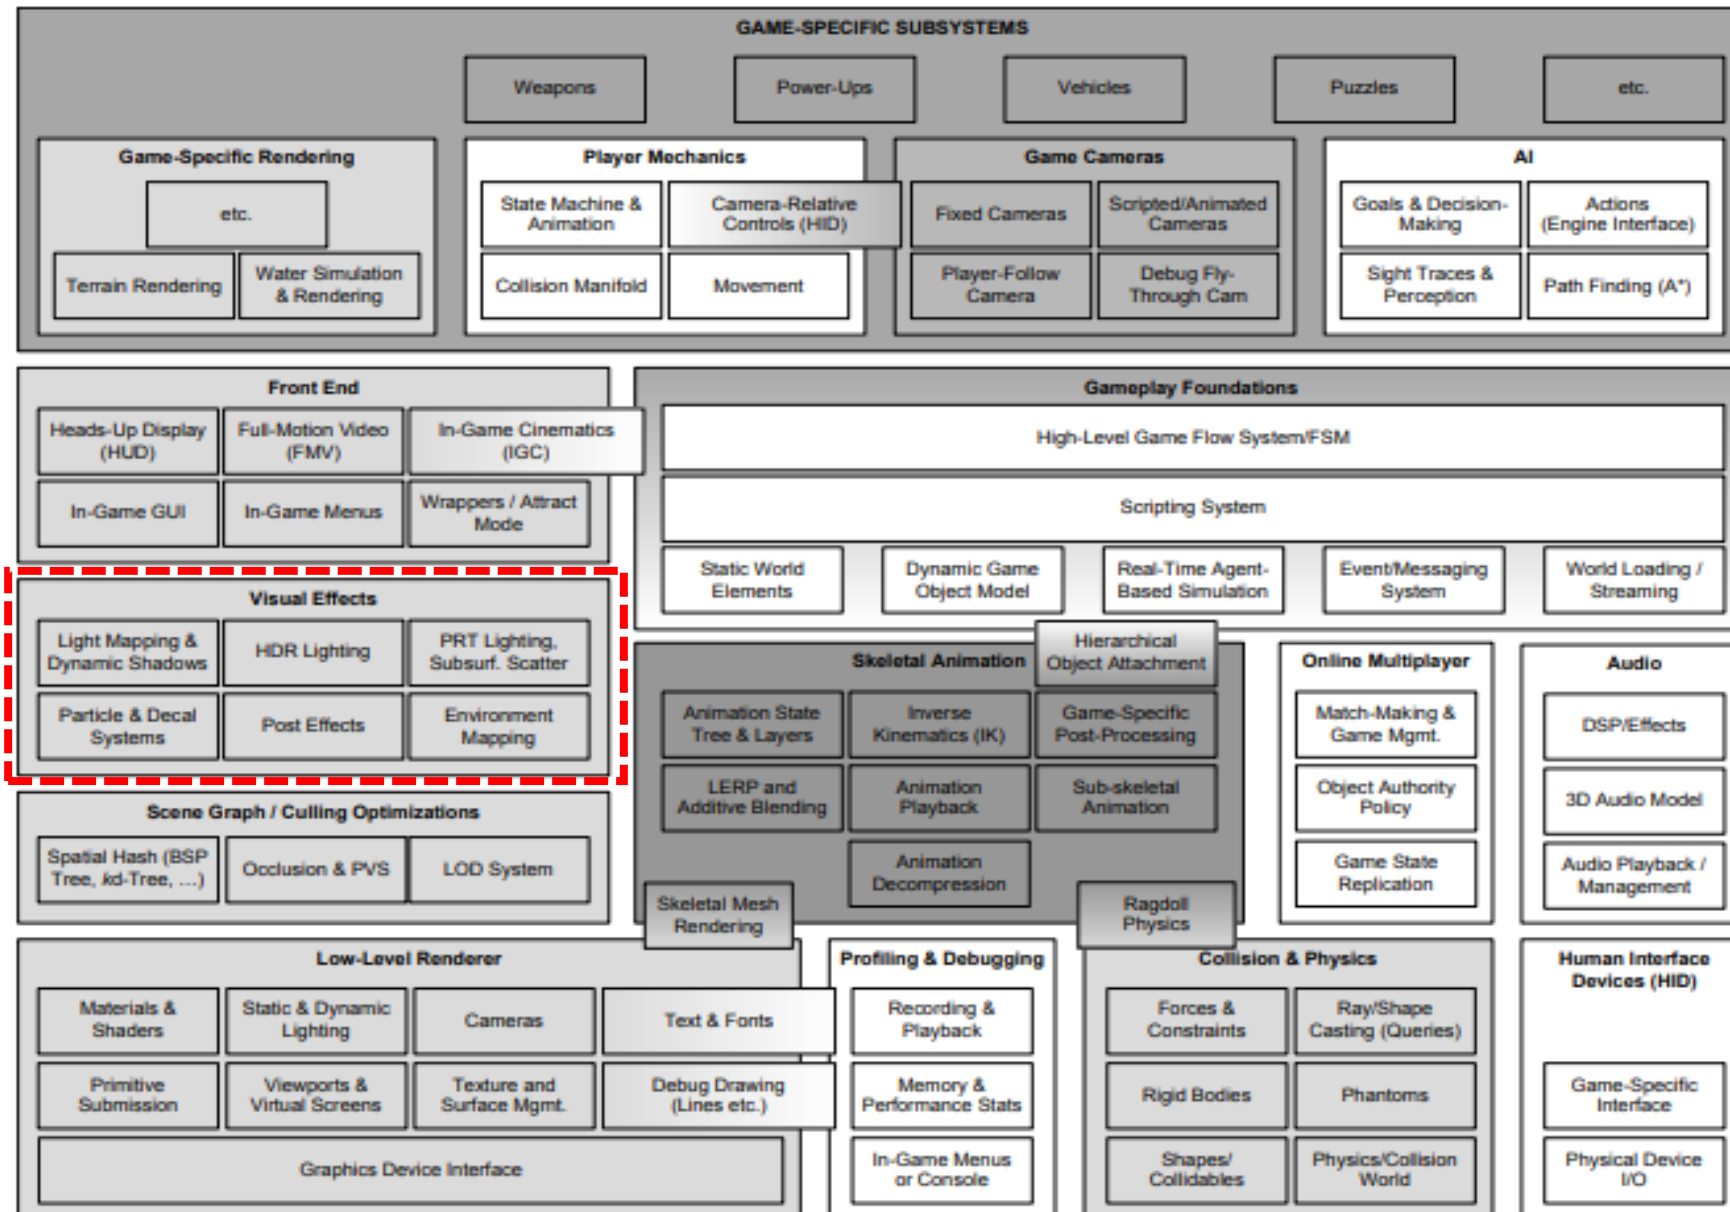 GAME-SPECIFIC SUBSYSTEMS
Weapons
Power-Ups
Vehicles
Puzzles
etc.
Game-Specific Rendering
etc.
Terrain Rendering
Water Simulation
& Rendering
Player Mechanics
State Machine &
Animation
Camera-Relative
Controls (HID)
Collision Manifold
Movement
Game Cameras
Fixed Cameras
Scripted/Animated
Cameras
Player-Follow
Camera
Debug Fly-
Through Cam
AI
Goals & Decision-
Making
Actions
(Engine Interface)
Sight Traces &
Perception
Path Finding (A*)
Front End
Heads-Up Display
(HUD)
Full-Motion Video
(FMV)
In-Game Cinematics
(IGC)
In-Game GUI
In-Game Menus
Wrappers / Attract
Mode
Gameplay Foundations
High-Level Game Flow System/FSM
Scripting System
Static World
Elements
Dynamic Game
Object Model
Real-Time Agent-
Based Simulation
Event/Messaging
System
World Loading /
Streaming
Visual Effects
Light Mapping &
Dynamic Shadows
HDR Lighting
PRT Lighting,
Subsurf. Scatter
Particle & Decal
Systems
Post Effects
Environment
Mapping
Skeletal Animation
Hierarchical
Object Attachment
Animation State
Tree & Layers
Inverse
Kinematics (IK)
Game-Specific
Post-Processing
LERP and
Additive Blending
Animation
Playback
Sub-skeletal
Animation
Animation
Decompression
Skeletal Mesh
Rendering
Ragdoll
Physics
Online Multiplayer
Match-Making &
Game Mgmt.
Object Authority
Policy
Game State
Replication
Audio
DSP/Effects
3D Audio Model
Audio Playback /
Management
Scene Graph / Culling Optimizations
Spatial Hash (BSP
Tree, kd-Tree, …)
Occlusion & PVS
LOD System
Low-Level Renderer
Materials &
Shaders
Static & Dynamic
Lighting
Cameras
Text & Fonts
Primitive
Submission
Viewports &
Virtual Screens
Texture and
Surface Mgmt.
Debug Drawing
(Lines etc.)
Graphics Device Interface
Profiling & Debugging
Recording &
Playback
Memory &
Performance Stats
In-Game Menus
or Console
Collision & Physics
Forces &
Constraints
Ray/Shape
Casting (Queries)
Rigid Bodies
Phantoms
Shapes/
Collidables
Physics/Collision
World
Human Interface
Devices (HID)
Game-Specific
Interface
Physical Device
I/O